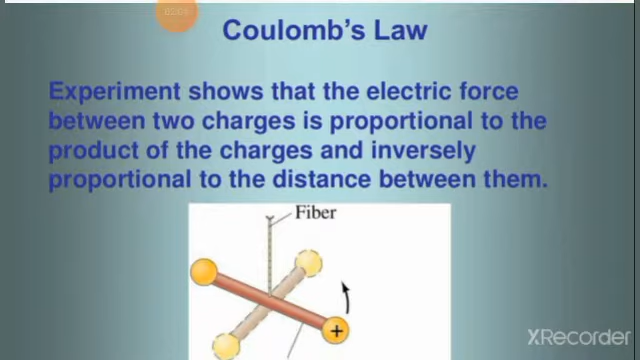 Coulomb's Law
Experiment shows that the electric force
between two charges is proportional to the
product of the charges and inversely
proportional to the distance between them.
Fiber
+
XRecorder